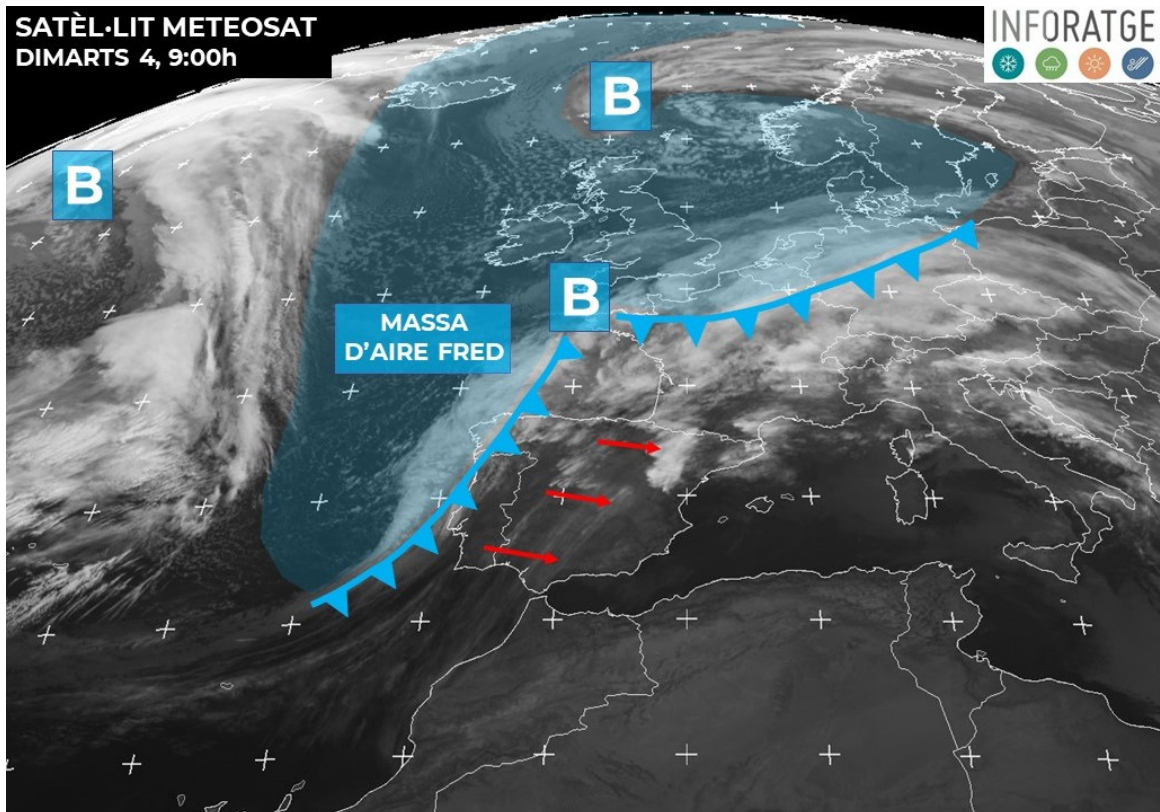 SATÈL·LIT METEOSAT
DIMARTS 4, 9:00h
INFORATGE
B
B
B
MASSA
D'AIRE FRED